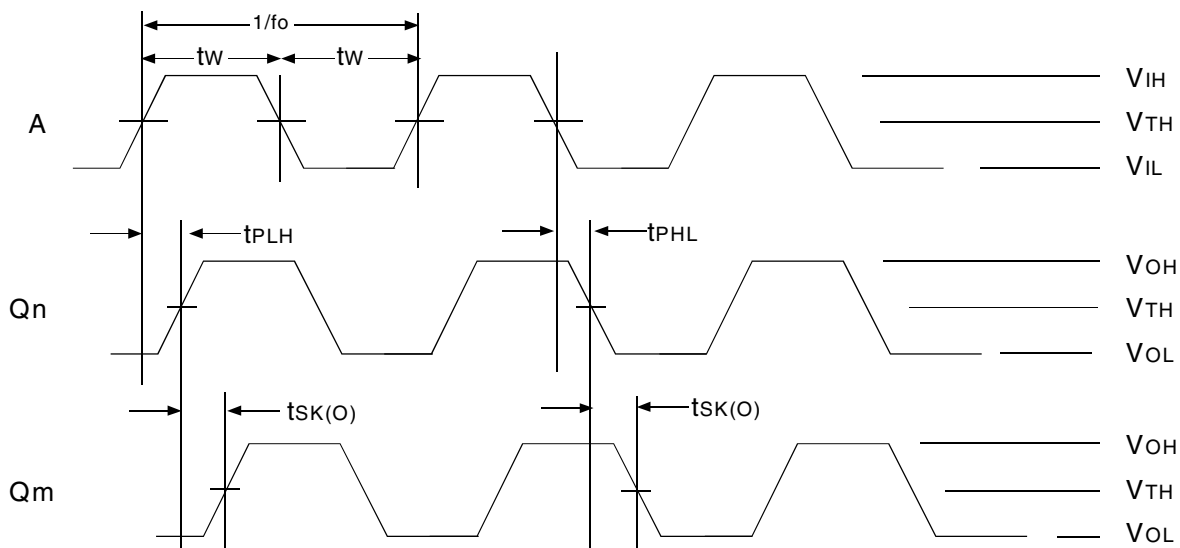 1/fo
tW tW
VIH
A VTH
VIL
tPLH tPHL
VOH
Qn VTH
VOL
tSK(O) tSK(O)
VOH
Qm VTH
VOL